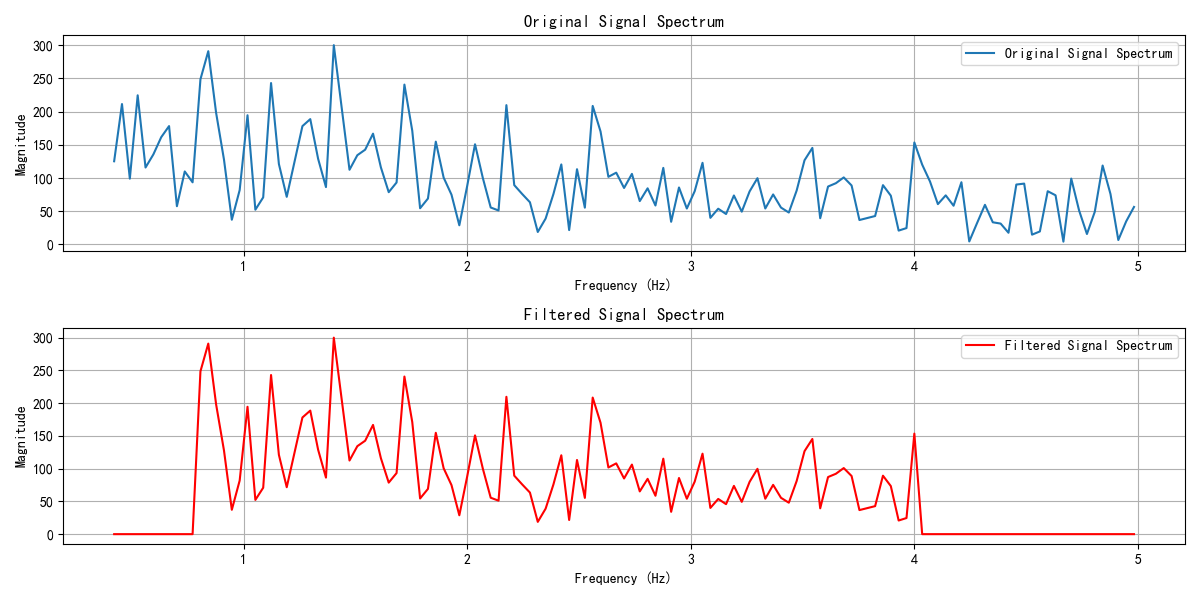 Original Signal Spectrum
Original Signal Spectrum
Magnitude
300
250
200
150
100
50
0
1 2 3 4 5
Frequency (Hz)
Filtered Signal Spectrum
Filtered Signal Spectrum
Magnitude
300
250
200
150
100
50
0
1 2 3 4 5
Frequency (Hz)